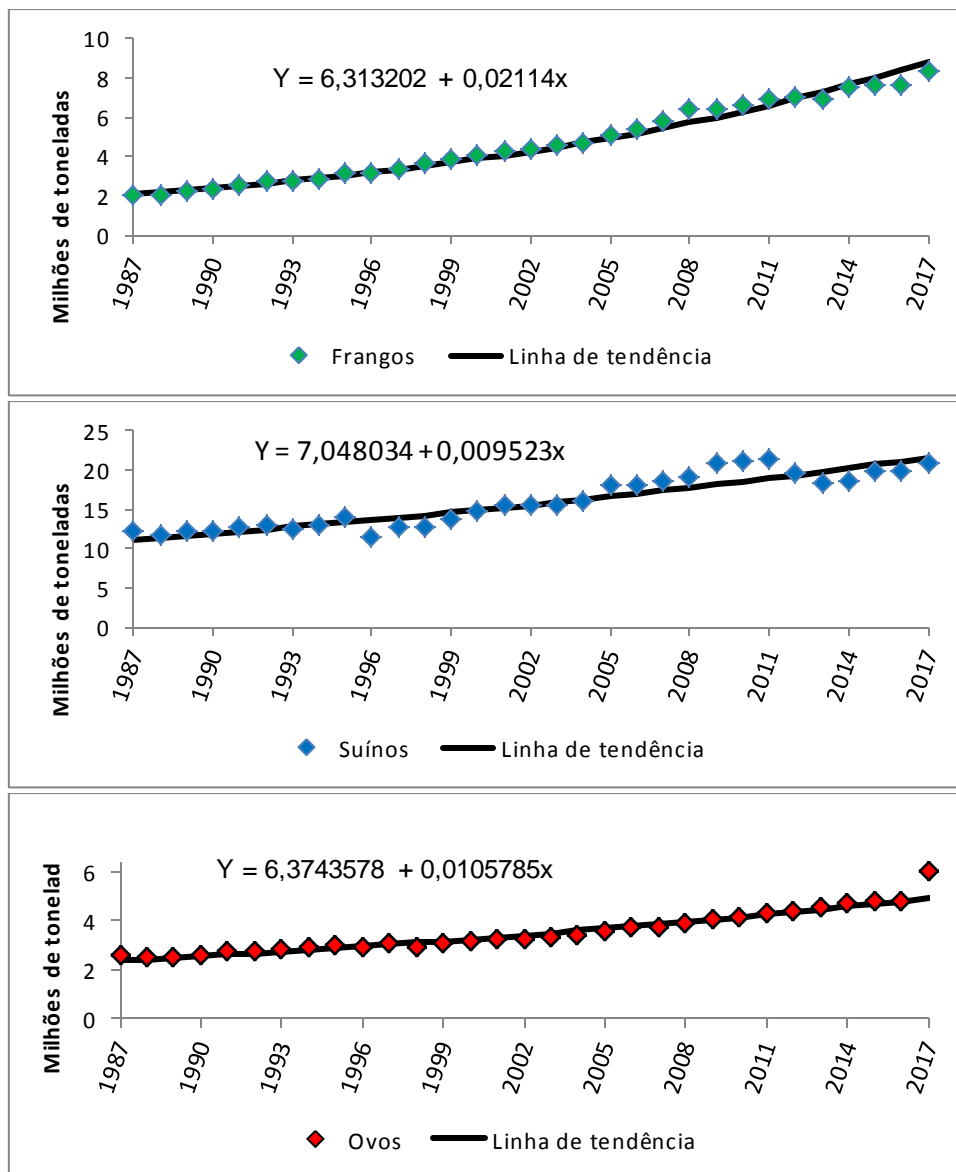 Y = 6,313202 + 0,02114x
Milhões de toneladas
10
8
6
4
2
0
1987 1990 1993 1996 1999 2002 2005 2008 2011 2014 2017
Frangos Linha de tendência
Y = 7,048034 + 0,009523x
Milhões de toneladas
25
20
15
10
5
0
1987 1990 1993 1996 1999 2002 2005 2008 2011 2014 2017
Suínos Linha de tendência
Y = 6,3743578 + 0,0105785x
Milhões de tonelad
6
4
2
0
1987 1990 1993 1996 1999 2002 2005 2008 2011 2014 2017
Ovos Linha de tendência